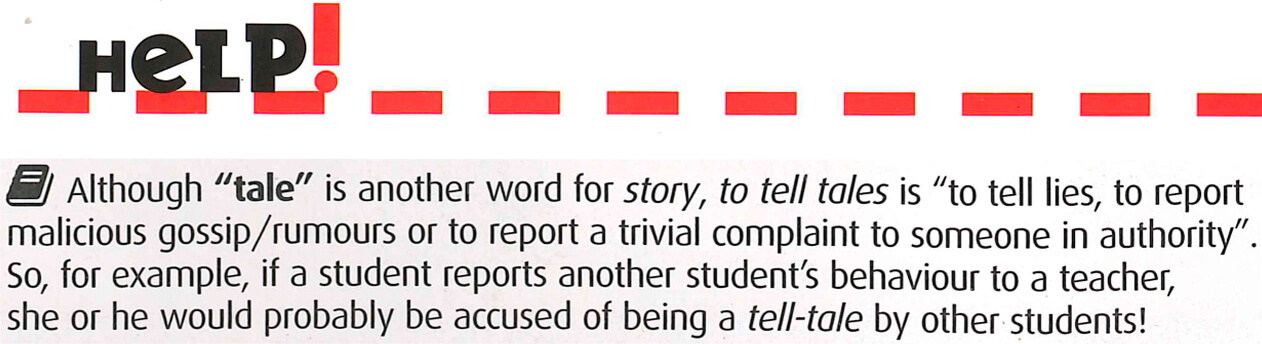 HeLP!
Although "tale" is another word for story, to tell tales is "to tell lies, to report
malicious gossip/rumours or to report a trivial complaint to someone in authority".
So, for example, if a student reports another student's behaviour to a teacher,
she or he would probably be accused of being a tell-tale by other students!